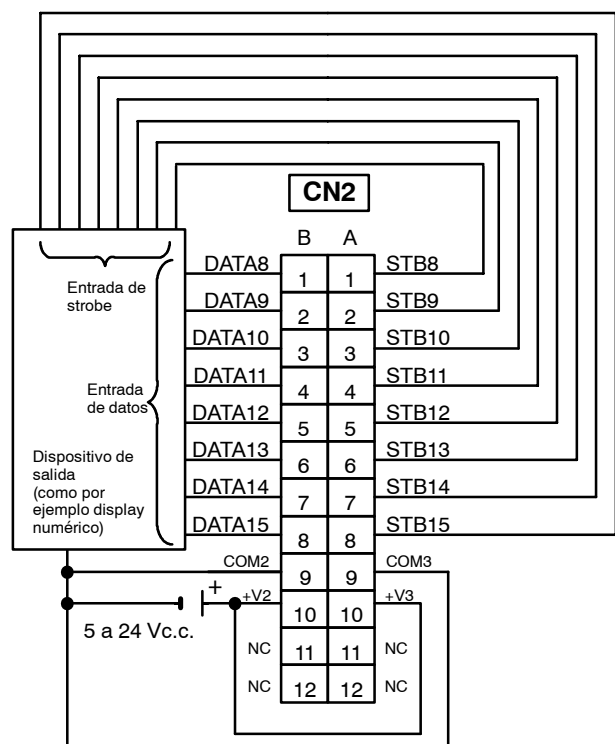 CN2
B A
DATA8 1 1 STB8
DATA9 2 2 STB9
DATA10 3 3 STB10
DATA11 4 4 STB11
DATA12 5 5 STB12
DATA13 6 6 STB13
DATA14 7 7 STB14
DATA15 8 8 STB15
COM2 9 9 COM3
+ +V2 10 10 +V3
NC 11 11 NC
NC 12 12 NC
Entrada de
strobe
Entrada
de datos
Dispositivo de
salida
(como por
ejemplo display
numérico)
5 a 24 Vc.c.